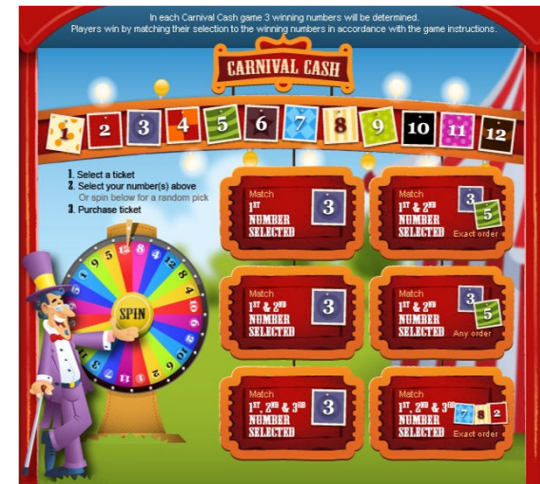 In each Carnival Cash game 3 winning numbers will be determined.
Players win by matching their selection to the winning numbers in accordance with the game instructions.
CARNIVAL CASH
1 2 3 4 5 6 7 8 9 10 11 12
1. Select a ticket
2. Select your number(s) above
Or spin below for a random pick
3. Purchase ticket
SPIN
Match
1ST
NUMBER
SELECTED
3
Match
1ST & 2ND
NUMBER
SELECTED
3
5
Exact order
Match
1ST & 2ND
NUMBER
SELECTED
3
Match
1ST & 2ND
NUMBER
SELECTED
3
5
Any order
Match
1ST, 2ND & 3RD
NUMBER
SELECTED
3
Match
1ST, 2ND & 3RD
NUMBER
SELECTED
7 8 2
Exact order